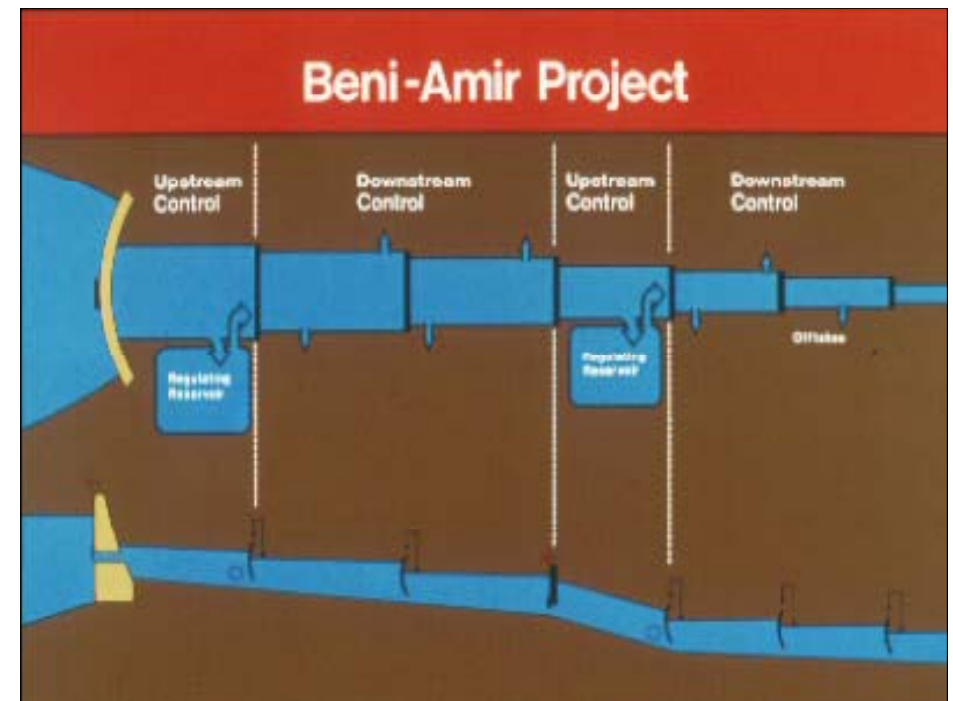 Beni-Amir Project
Upstream
Control
Downstream
Control
Upstream
Control
Downstream
Control
Regulating
Reservoir
Regulating
Reservoir
Offtakes